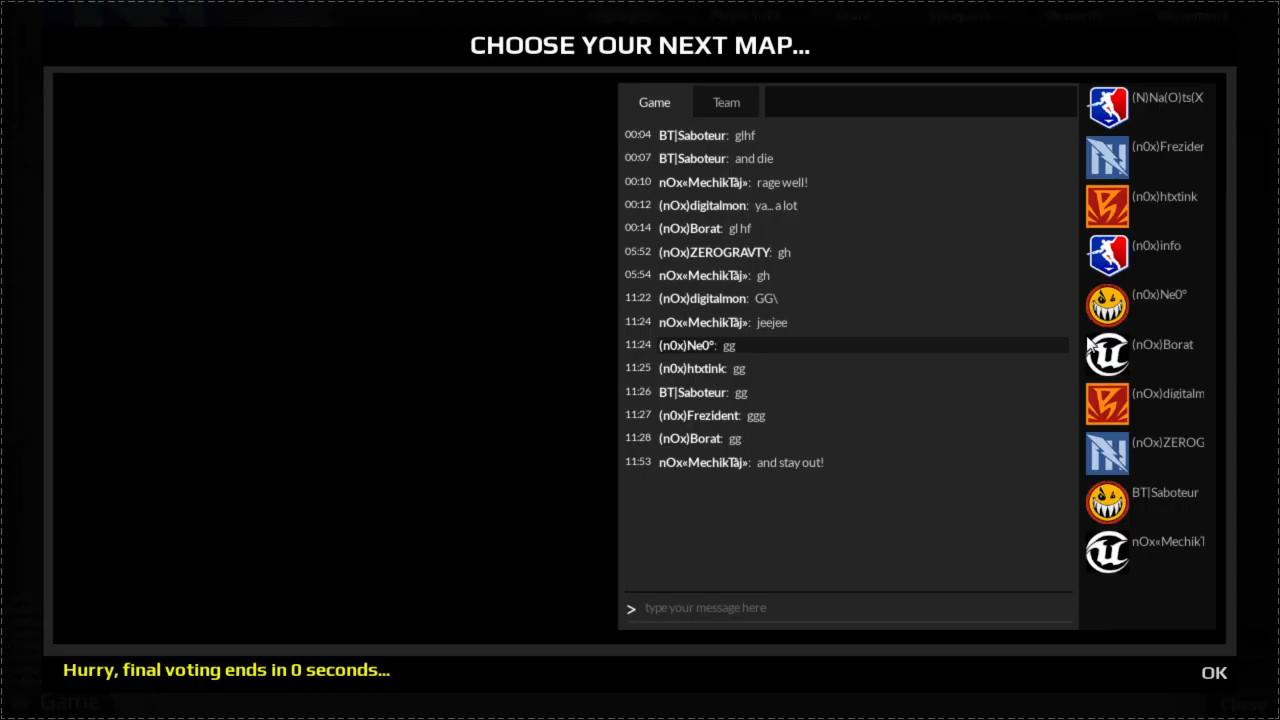 CHOOSE YOUR NEXT MAP...
Game Team
00:04 BT|Saboteur: glhf
00:07 BT|Saboteur: and die
00:10 nOx«MechikTàj»: rage well!
00:12 (nOx)digitalmon: ya... a lot
00:14 (nOx)Borat: gl hf
05:52 (nOx)ZEROGRAVTY: gh
05:54 nOx«MechikTàj»: gh
11:22 (nOx)digitalmon: GG\
11:24 nOx«MechikTàj»: jeejee
11:24 (n0x)Ne0°: gg
11:25 (n0x)htxtink: gg
11:26 BT|Saboteur: gg
11:27 (n0x)Frezident: ggg
11:28 (nOx)Borat: gg
11:53 nOx«MechikTàj»: and stay out!
> type your message here
(N)Na(O)ts(X
(n0x)Frezider
(n0x)htxtink
(n0x)info
(n0x)Ne0°
(nOx)Borat
(nOx)digitalm
(nOx)ZEROG
BT|Saboteur
nOx«MechikT
Hurry, final voting ends in 0 seconds...
OK
Game